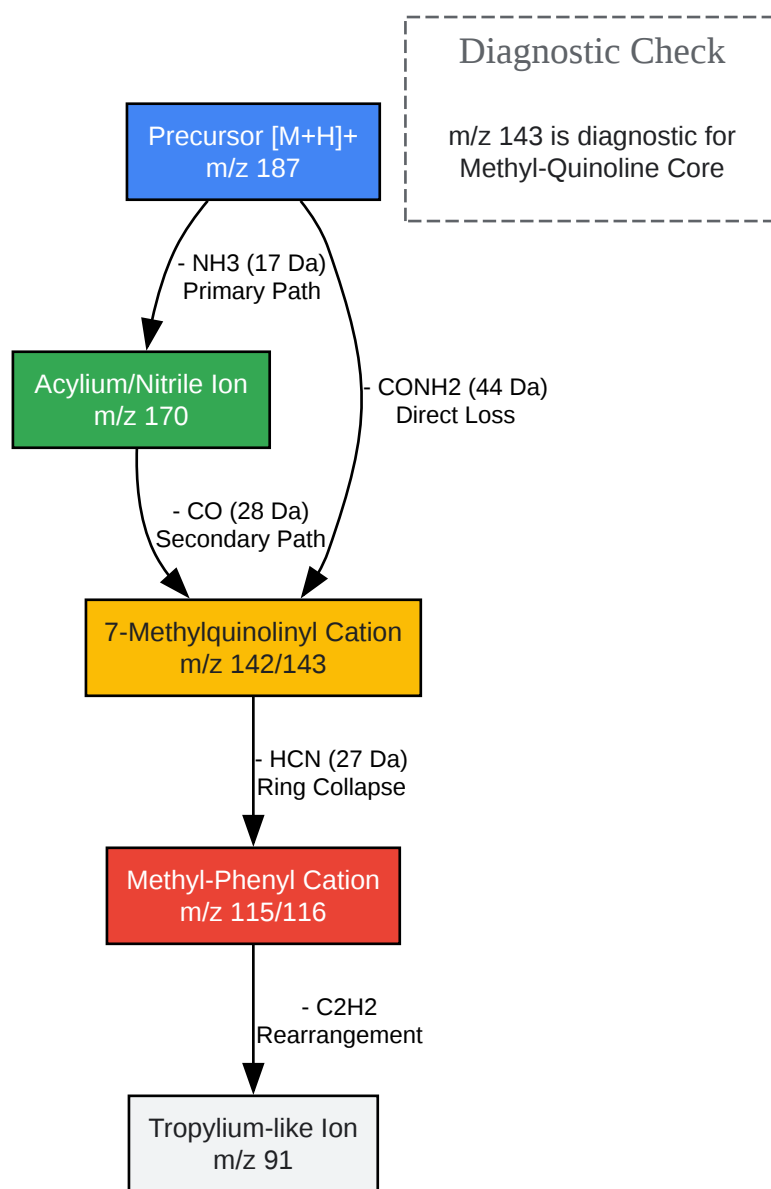 Diagnostic Check
m/z 143 is diagnostic for
Methyl-Quinoline Core
Precursor [M+H]+
m/z 187
- NH3 (17 Da)
Primary Path
Acylium/Nitrile Ion
m/z 170
- CONH2 (44 Da)
Direct Loss
- CO (28 Da)
Secondary Path
7-Methylquinolinyl Cation
m/z 142/143
- HCN (27 Da)
Ring Collapse
Methyl-Phenyl Cation
m/z 115/116
- C2H2
Rearrangement
Tropylium-like Ion
m/z 91